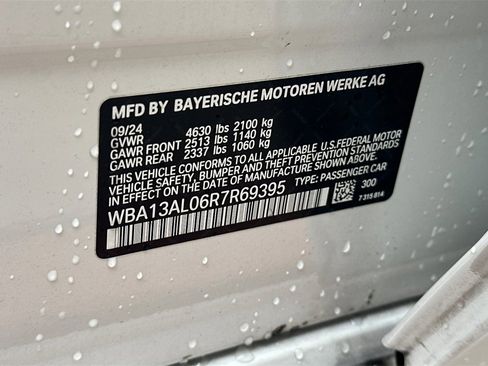 MFD BY BAYERISCHE MOTOREN WERKE AG
09/24 4630 lbs 2100 kg
GVWR
GAWR FRONT 2513 lbs 1140 kg
GAWR REAR 2337 lbs 1060 kg
THIS VEHICLE CONFORMS TO ALL APPLICABLE U.S.FEDERAL MOTOR
VEHICLE SAFETY, BUMPER, AND THEFT PREVENTION STANDARDS
IN EFFECT ON THE DATE OF MANUFACTURE SHOWN ABOVE.
WBA13AL06R7R69395 TYPE: PASSENGER CAR
300
7 315 814